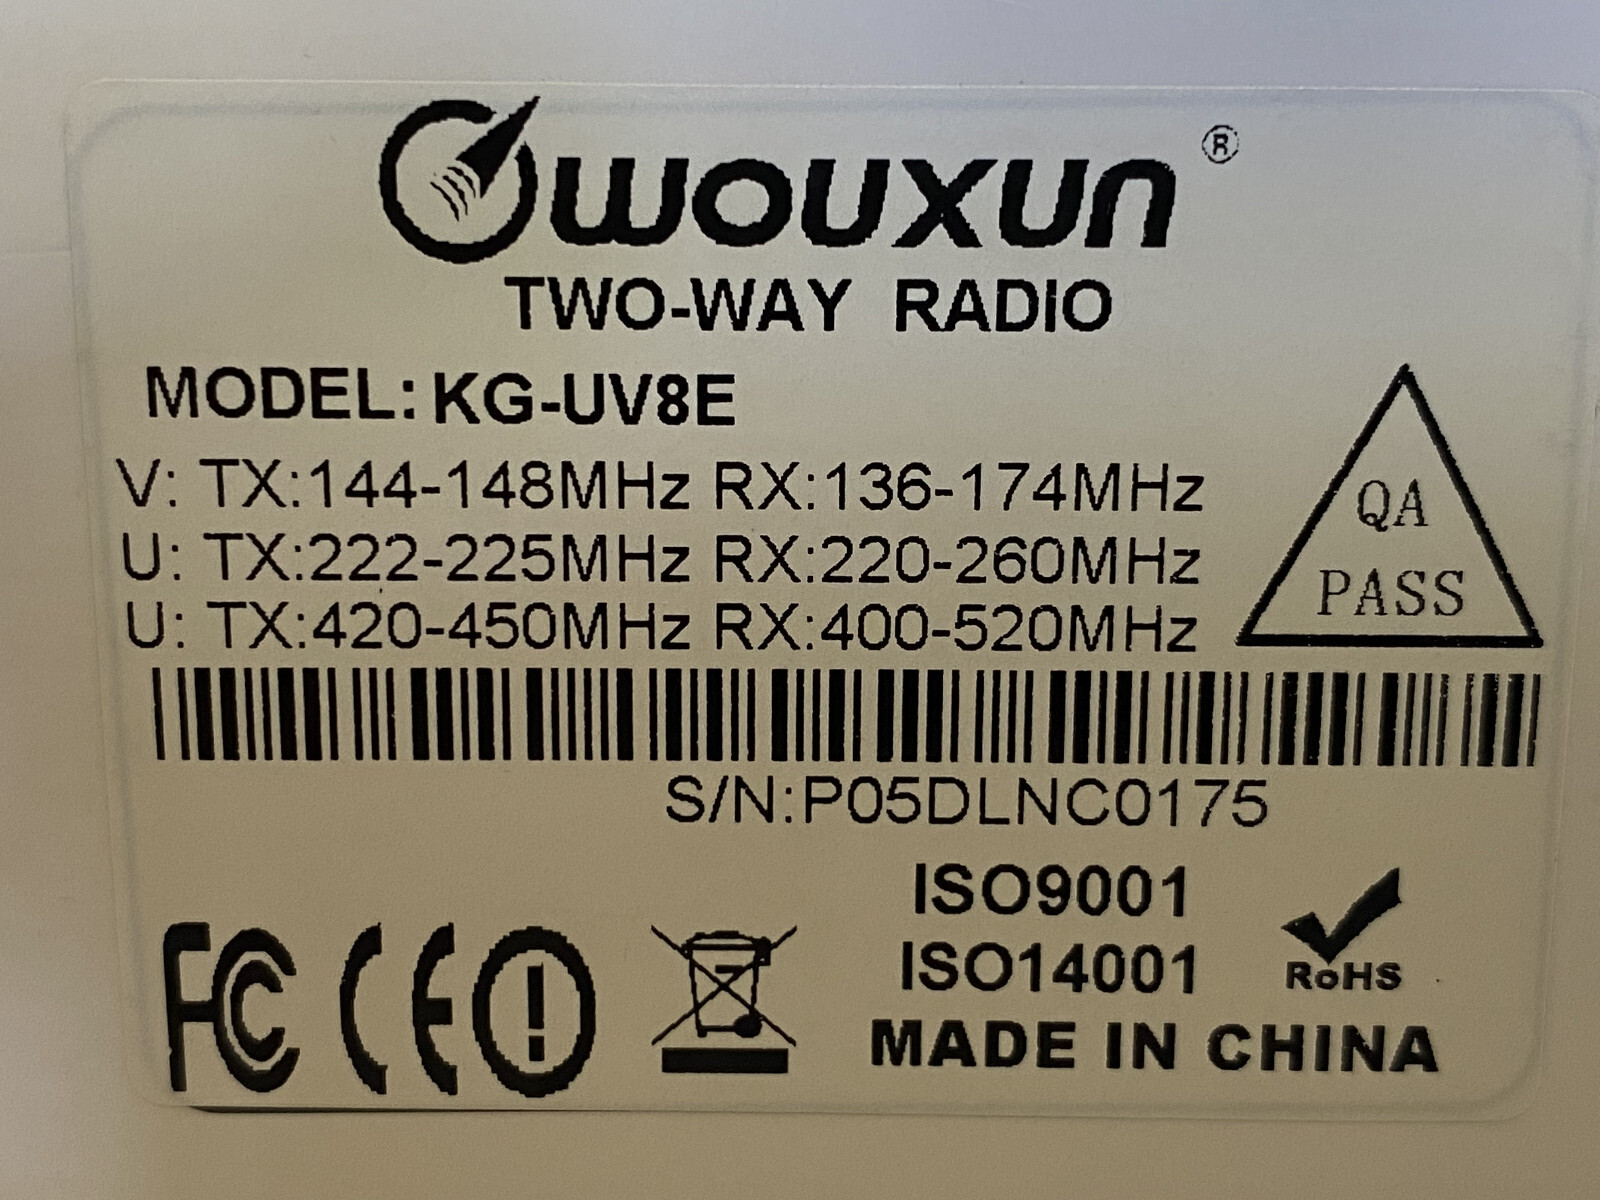 wouxun ®
TWO-WAY RADIO
MODEL: KG-UV8E
V: TX:144-148MHz RX:136-174MHz
U: TX:222-225MHz RX:220-260MHz
U: TX:420-450MHz RX:400-520MHz
QA
PASS
S/N:P05DLNC0175
ISO9001
ISO14001
RoHS
FC CE !
MADE IN CHINA